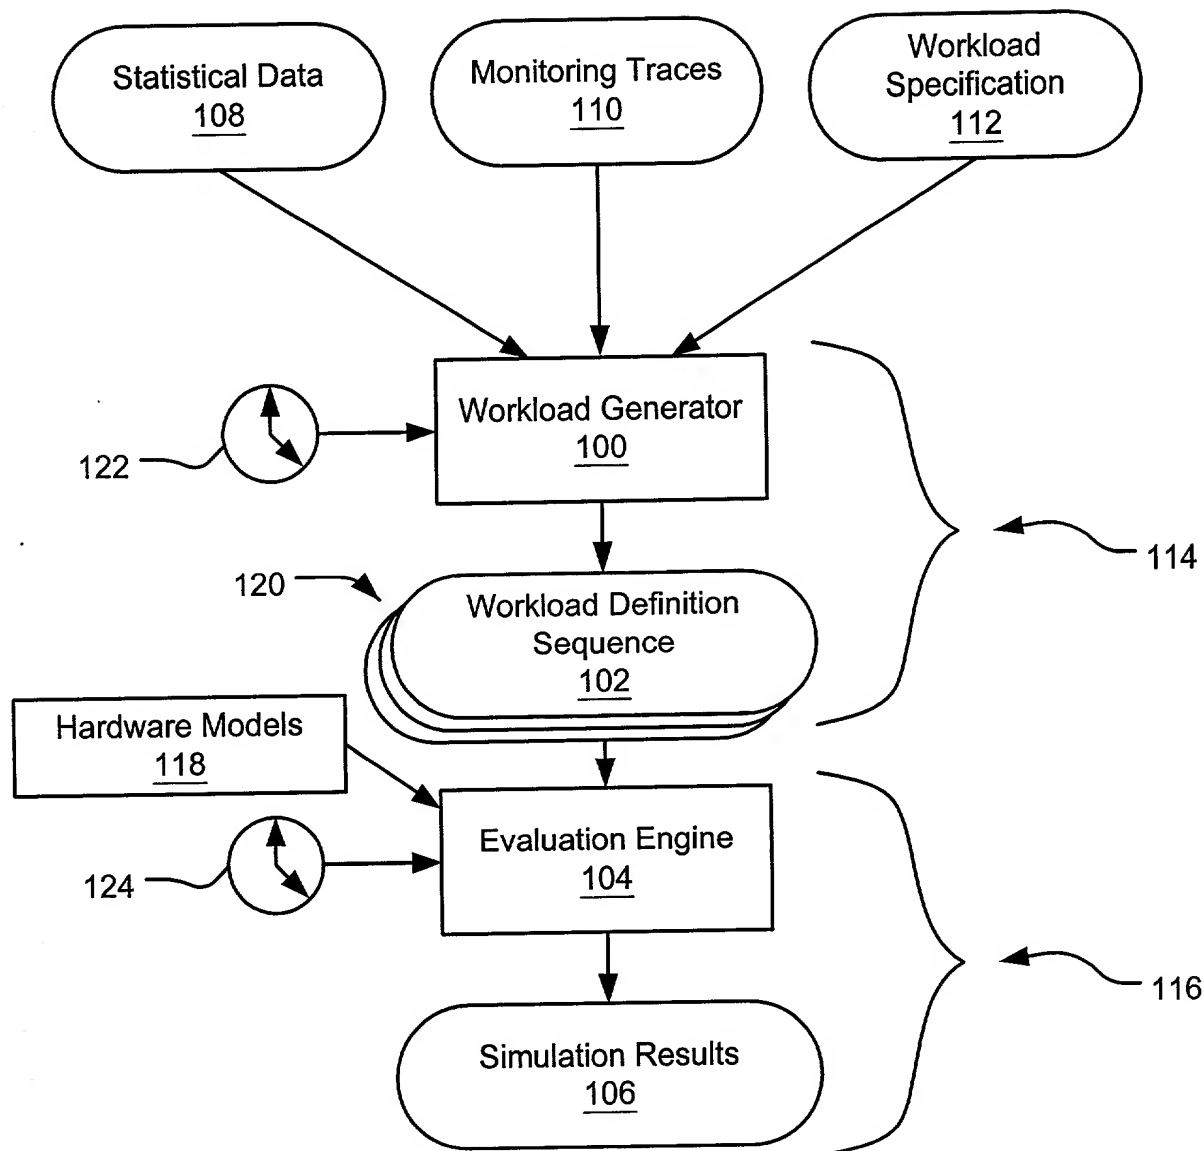 Statistical Data
108
Monitoring Traces
110
Workload
Specification
112
Workload Generator
100
122
114
120
Workload Definition
Sequence
102
Hardware Models
118
Evaluation Engine
104
124
116
Simulation Results
106